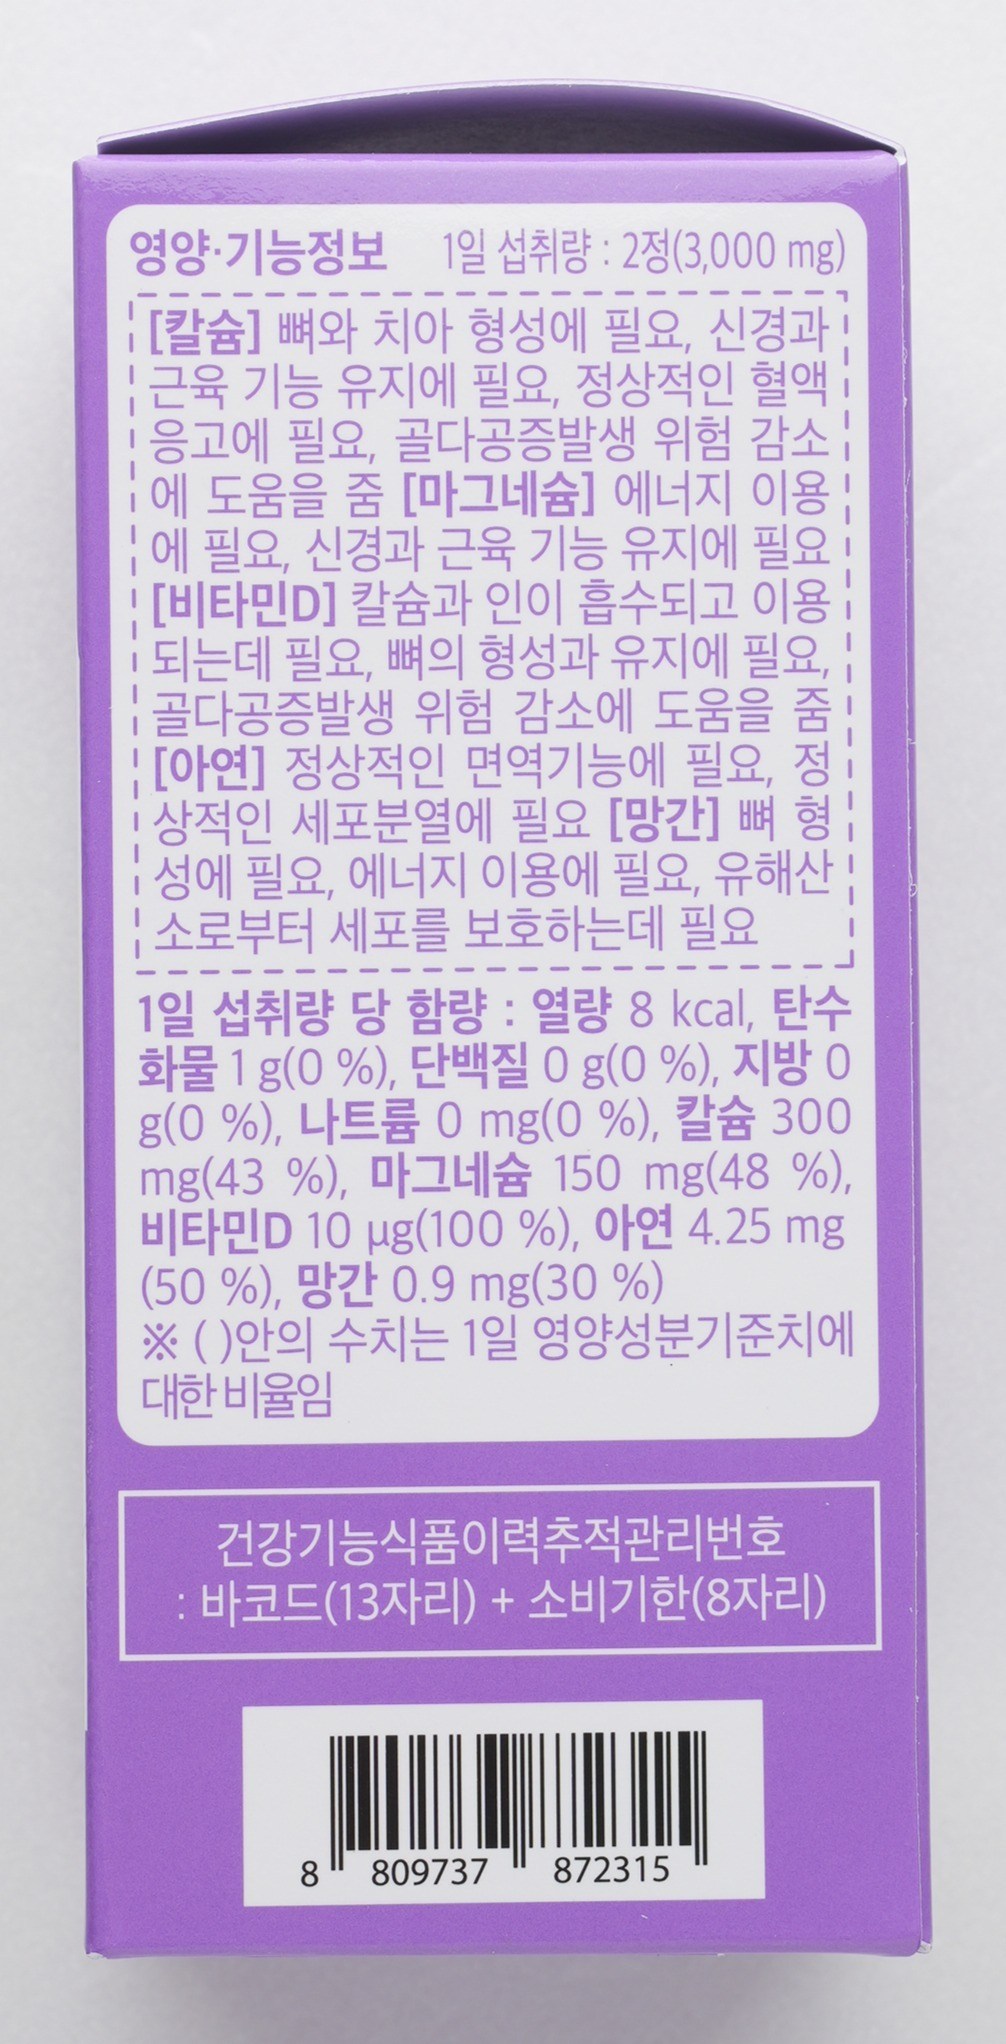 영양·기능정보 1일 섭취량 : 2정(3,000 mg)
[칼슘] 뼈와 치아 형성에 필요, 신경과
근육 기능 유지에 필요, 정상적인 혈액
응고에 필요, 골다공증발생 위험 감소
에 도움을 줌 [마그네슘] 에너지 이용
에 필요, 신경과 근육 기능 유지에 필요
[비타민D] 칼슘과 인이 흡수되고 이용
되는데 필요, 뼈의 형성과 유지에 필요,
골다공증발생 위험 감소에 도움을 줌
[아연] 정상적인 면역기능에 필요, 정
상적인 세포분열에 필요 [망간] 뼈 형
성에 필요, 에너지 이용에 필요, 유해산
소로부터 세포를 보호하는데 필요
1일 섭취량 당 함량 : 열량 8 kcal, 탄수
화물 1 g(0 %), 단백질 0 g(0 %), 지방 0
g(0 %), 나트륨 0 mg(0 %), 칼슘 300
mg(43 %), 마그네슘 150 mg(48 %),
비타민D 10 µg(100 %), 아연 4.25 mg
(50 %), 망간 0.9 mg(30 %)
※ ( )안의 수치는 1일 영양성분기준치에
대한 비율임
건강기능식품이력추적관리번호
: 바코드(13자리) + 소비기한(8자리)
8 809737 872315